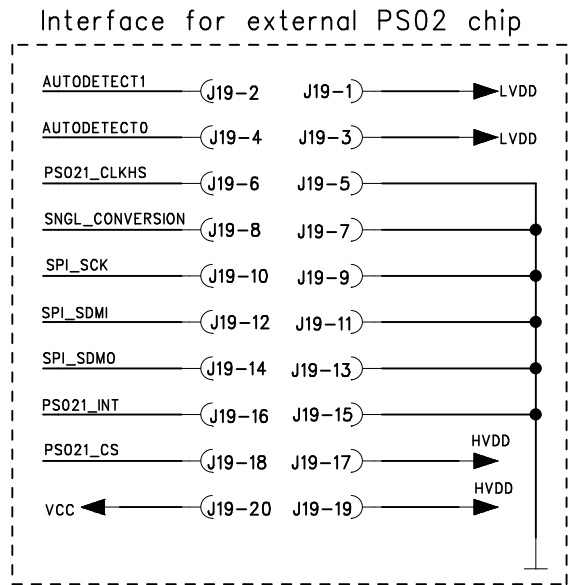 Interface for external PS02 chip
AUTODETECT1 J19-2 J19-1 LVDD
AUTODETECT0 J19-4 J19-3 LVDD
PS021_CLKHS J19-6 J19-5
SNGL_CONVERSION J19-8 J19-7
SPI_SCK J19-10 J19-9
SPI_SDMI J19-12 J19-11
SPI_SDMO J19-14 J19-13
PS021_INT J19-16 J19-15
PS021_CS J19-18 J19-17 HVDD
VCC J19-20 J19-19 HVDD